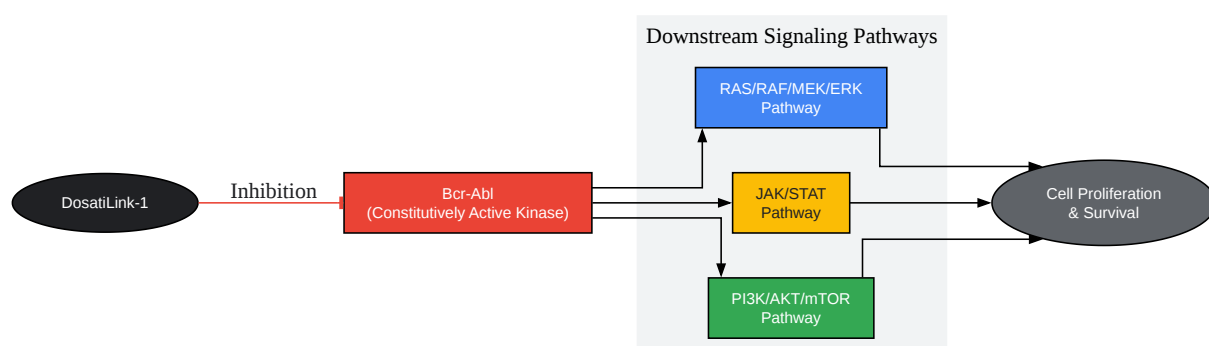 Downstream Signaling Pathways
RAS/RAF/MEK/ERK
Pathway
DosatiLink-1
Inhibition
Bcr-Abl
(Constitutively Active Kinase)
JAK/STAT
Pathway
Cell Proliferation
& Survival
PI3K/AKT/mTOR
Pathway